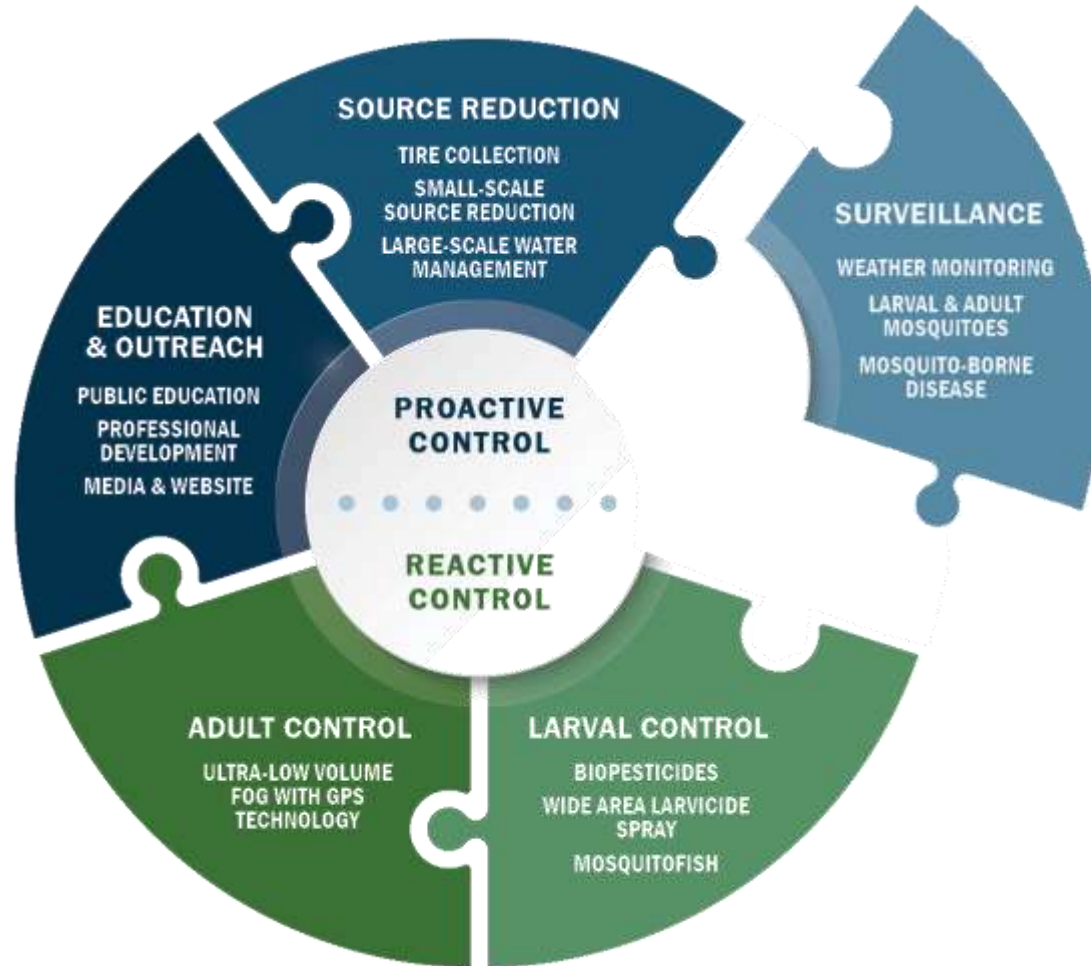 SOURCE REDUCTION
TIRE COLLECTION
SMALL-SCALE
SOURCE REDUCTION
LARGE-SCALE WATER
MANAGEMENT
SURVEILLANCE
WEATHER MONITORING
LARVAL & ADULT
MOSQUITOES
MOSQUITO-BORNE
DISEASE
EDUCATION
& OUTREACH
PUBLIC EDUCATION
PROFESSIONAL
DEVELOPMENT
MEDIA & WEBSITE
PROACTIVE
CONTROL
REACTIVE
CONTROL
ADULT CONTROL
ULTRA-LOW VOLUME
FOG WITH GPS
TECHNOLOGY
LARVAL CONTROL
BIOPESTICIDES
WIDE AREA LARVICIDE
SPRAY
MOSQUITOFISH